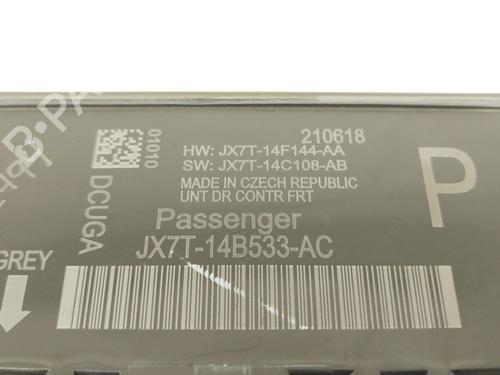 210618
HW: JX7T-14F144-AA
SW: JX7T-14C108-AB
MADE IN CZECH REPUBLIC
UNT DR CONTR FRT
01010
DCUGA
P
Passenger
JX7T-14B533-AC
GREY